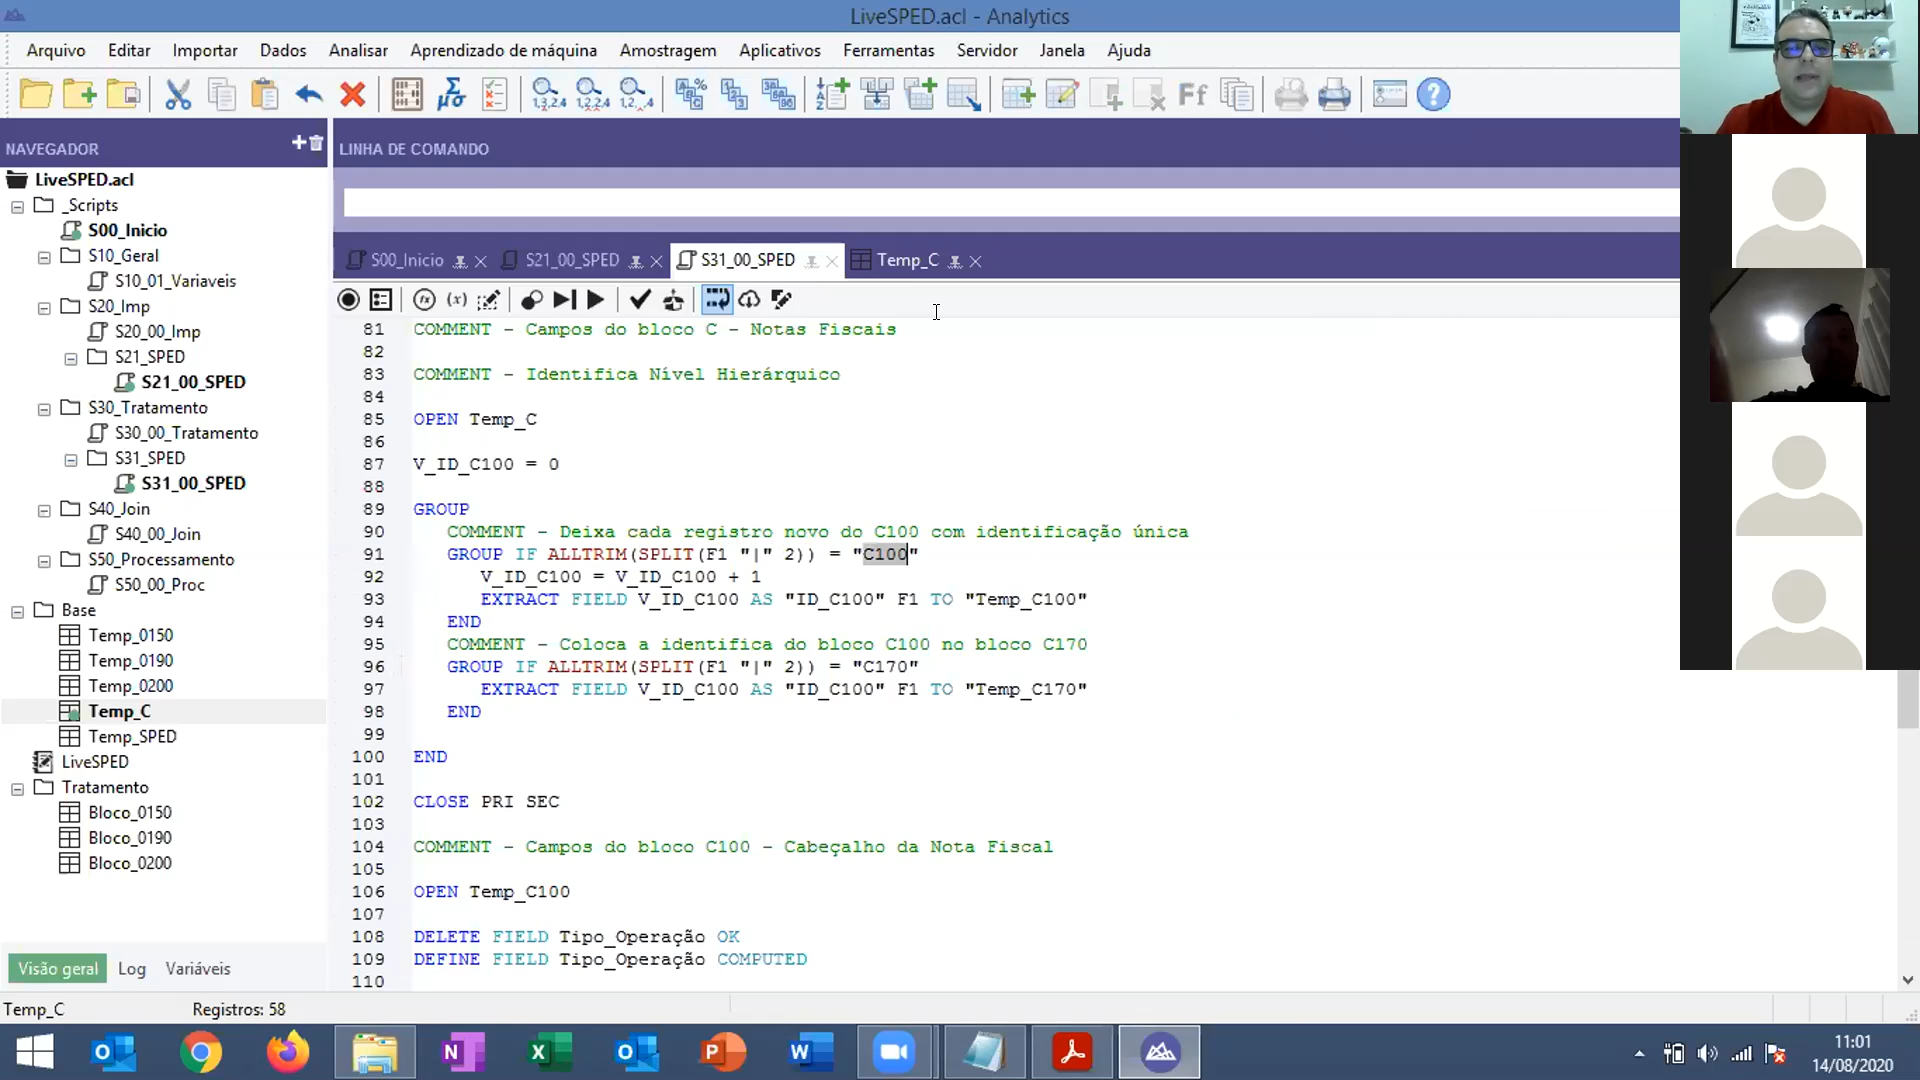 LiveSPED.acl - Analytics
Arquivo Editar Importar Dados Analisar Aprendizado de máquina Amostragem Aplicativos Ferramentas Servidor Janela Ajuda
NAVEGADOR
LINHA DE COMANDO
LiveSPED.acl
_Scripts
S00_Inicio
S10_Geral
S10_01_Variaveis
S20_Imp
S20_00_Imp
S21_SPED
S21_00_SPED
S30_Tratamento
S30_00_Tratamento
S31_SPED
S31_00_SPED
S40_Join
S40_00_Join
S50_Processamento
S50_00_Proc
Base
Temp_0150
Temp_0190
Temp_0200
Temp_C
Temp_SPED
LiveSPED
Tratamento
Bloco_0150
Bloco_0190
Bloco_0200
Visão geral Log Variáveis
S00_Inicio S21_00_SPED S31_00_SPED Temp_C
81 COMMENT - Campos do bloco C - Notas Fiscais
82
83 COMMENT - Identifica Nível Hierárquico
84
85 OPEN Temp_C
86
87 V_ID_C100 = 0
88
89 GROUP
90 COMMENT - Deixa cada registro novo do C100 com identificação única
91 GROUP IF ALLTRIM(SPLIT(F1 "|" 2)) = "C100"
92 V_ID_C100 = V_ID_C100 + 1
93 EXTRACT FIELD V_ID_C100 AS "ID_C100" F1 TO "Temp_C100"
94 END
95 COMMENT - Coloca a identifica do bloco C100 no bloco C170
96 GROUP IF ALLTRIM(SPLIT(F1 "|" 2)) = "C170"
97 EXTRACT FIELD V_ID_C100 AS "ID_C100" F1 TO "Temp_C170"
98 END
99
100 END
101
102 CLOSE PRI SEC
103
104 COMMENT - Campos do bloco C100 - Cabeçalho da Nota Fiscal
105
106 OPEN Temp_C100
107
108 DELETE FIELD Tipo_Operação OK
109 DEFINE FIELD Tipo_Operação COMPUTED
110
Temp_C Registros: 58
11:01
14/08/2020